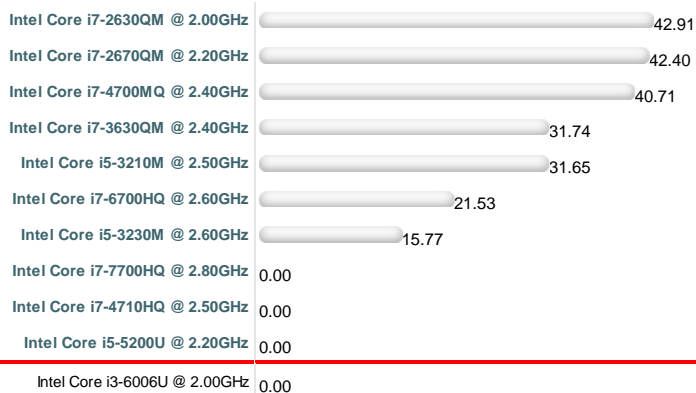 Intel Core i7-2630QM @ 2.00GHz 42.91
Intel Core i7-2670QM @ 2.20GHz 42.40
Intel Core i7-4700MQ @ 2.40GHz 40.71
Intel Core i7-3630QM @ 2.40GHz 31.74
Intel Core i5-3210M @ 2.50GHz 31.65
Intel Core i7-6700HQ @ 2.60GHz 21.53
Intel Core i5-3230M @ 2.60GHz 15.77
Intel Core i7-7700HQ @ 2.80GHz 0.00
Intel Core i7-4710HQ @ 2.50GHz 0.00
Intel Core i5-5200U @ 2.20GHz 0.00
Intel Core i3-6006U @ 2.00GHz 0.00